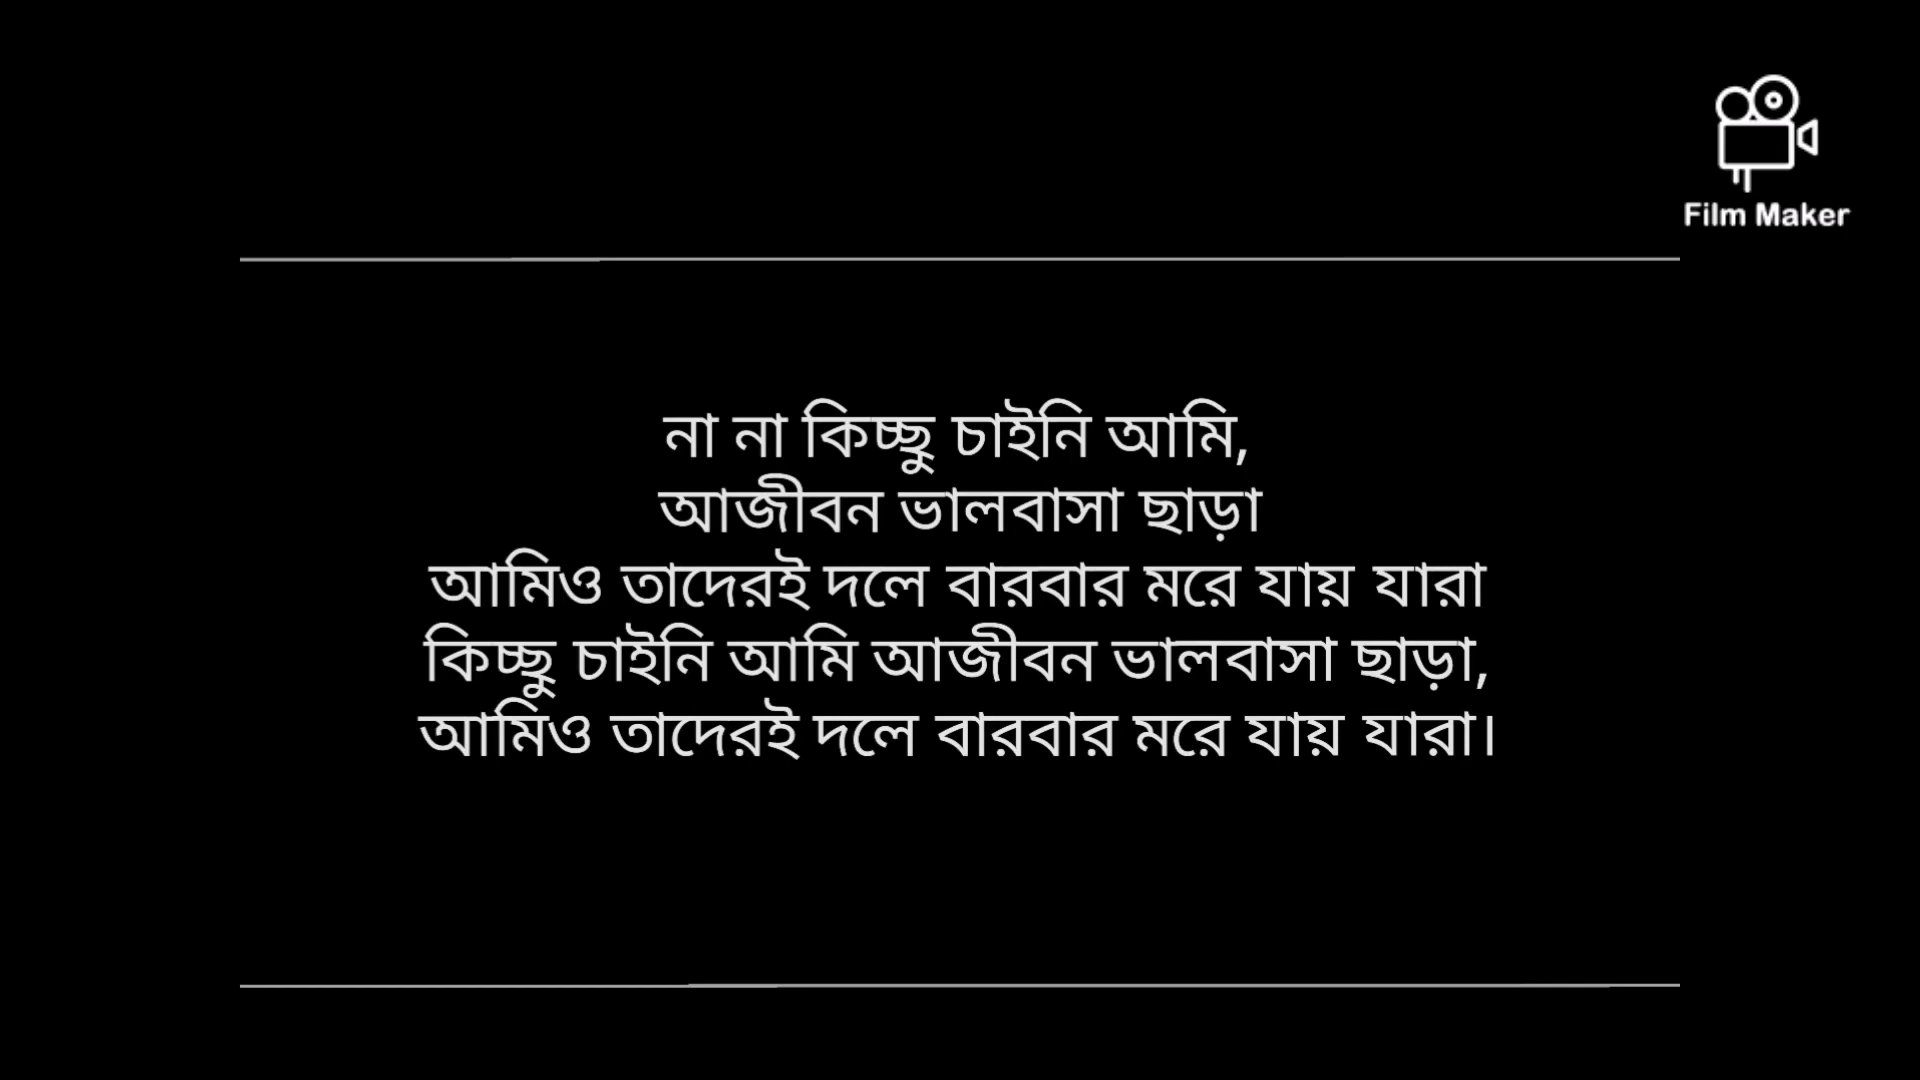 Film Maker
না না কিচ্ছু চাইনি আমি,
আজীবন ভালবাসা ছাড়া
আমিও তাদেরই দলে বারবার মরে যায় যারা
কিচ্ছু চাইনি আমি আজীবন ভালবাসা ছাড়া,
আমিও তাদেরই দলে বারবার মরে যায় যারা।